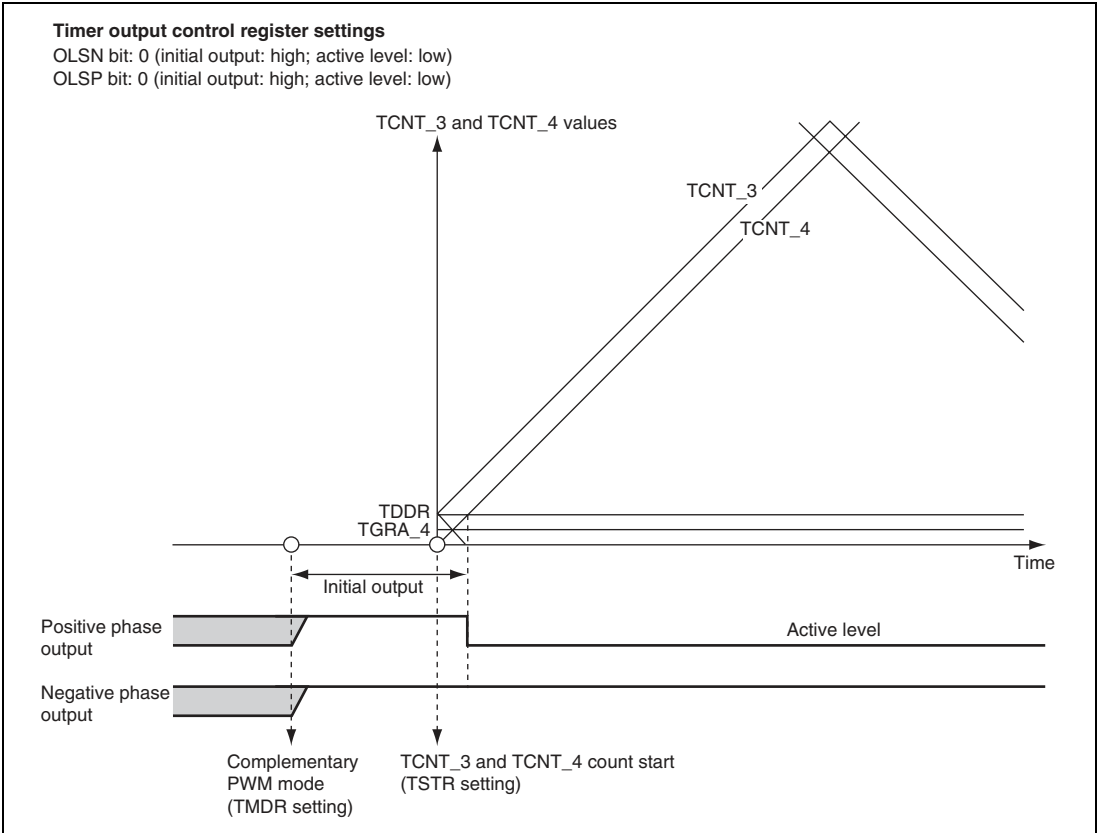 Timer output control register settings
OLSN bit: 0 (initial output: high; active level: low)
OLSP bit: 0 (initial output: high; active level: low)
TCNT_3 and TCNT_4 values
TCNT_3
TCNT_4
TDDR
TGRA_4
Time
Initial output
Positive phase
output
Active level
Negative phase
output
Complementary
PWM mode
(TMDR setting)
TCNT_3 and TCNT_4 count start
(TSTR setting)